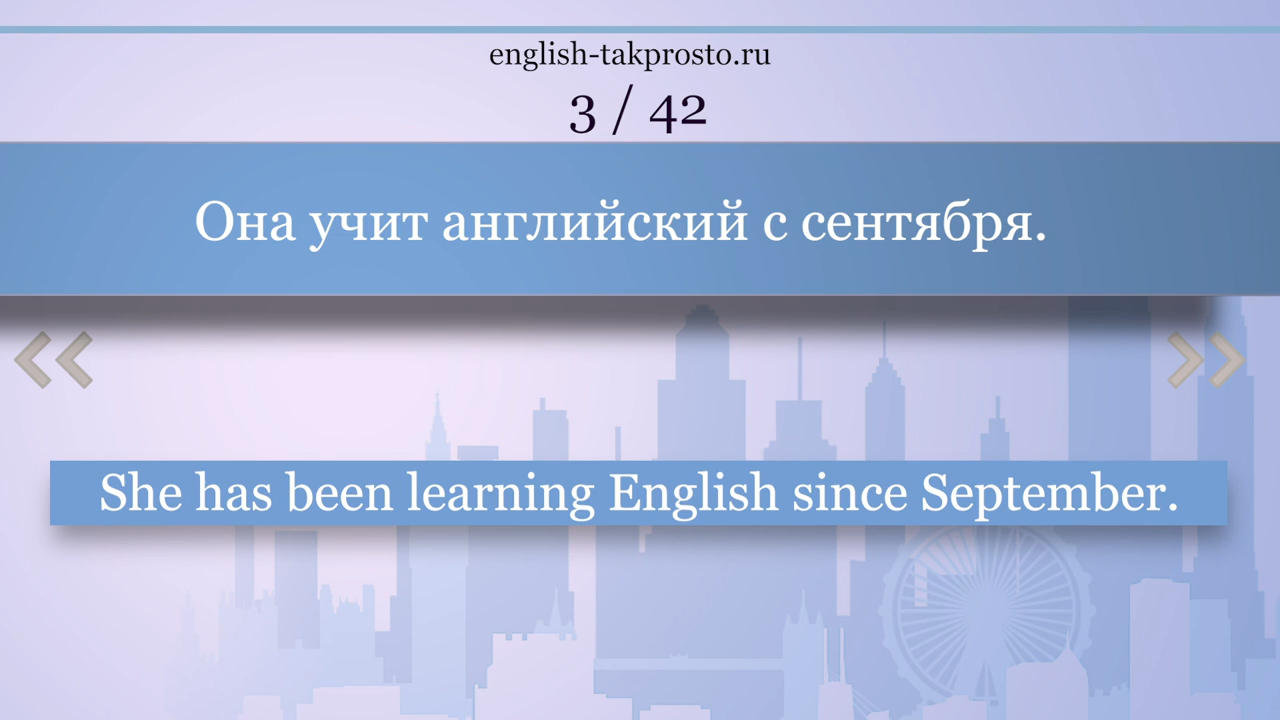 english-takprosto.ru
3 / 42
Она учит английский с сентября.
She has been learning English since September.